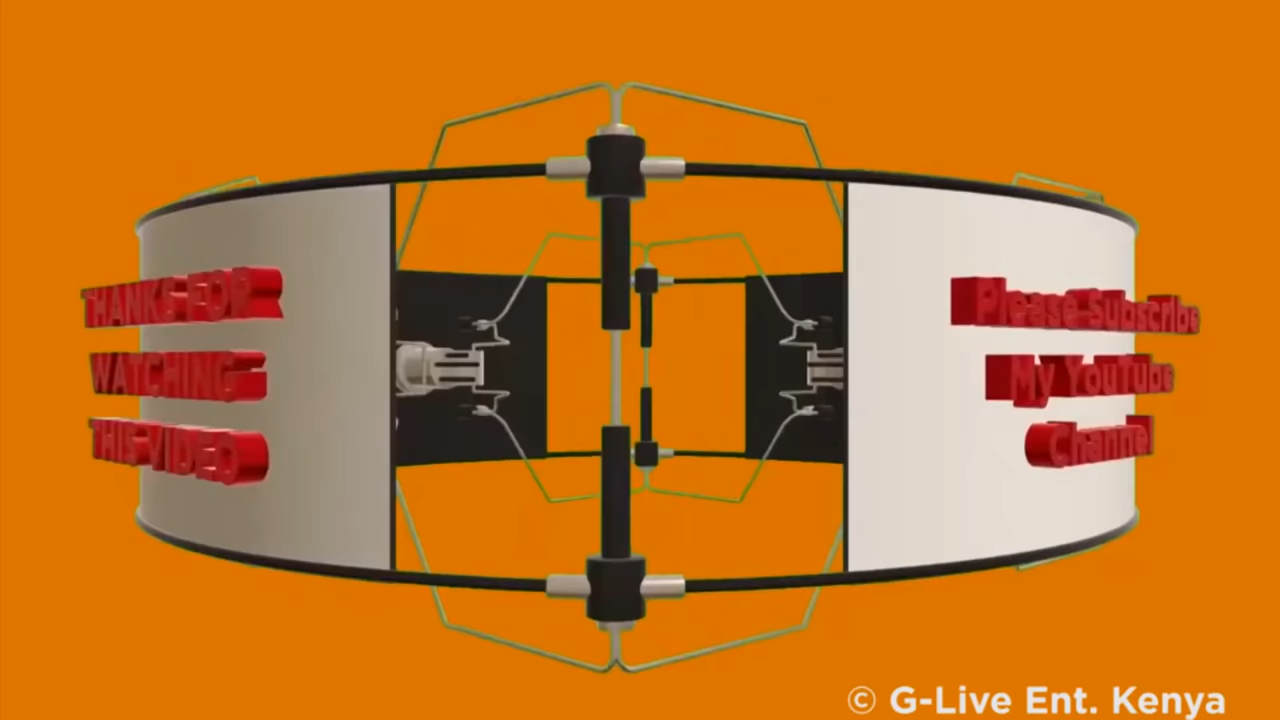 THANKS FOR
WATCHING
THIS VIDEO
Please Subscribe
My YouTube
Channel
© G-Live Ent. Kenya